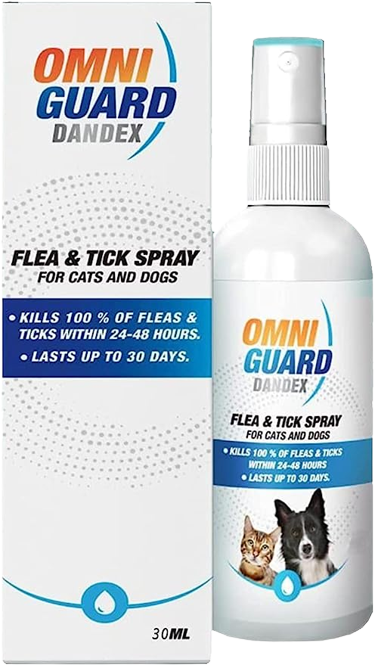 OMNI
GUARD
DANDEX
FLEA & TICK SPRAY
FOR CATS AND DOGS
• KILLS 100 % OF FLEAS &
TICKS WITHIN 24-48 HOURS.
• LASTS UP TO 30 DAYS.
30ML
OMNI
GUARD
DANDEX
FLEA & TICK SPRAY
FOR CATS AND DOGS
• KILLS 100 % OF FLEAS & TICKS
WITHIN 24-48 HOURS
• LASTS UP TO 30 DAYS.